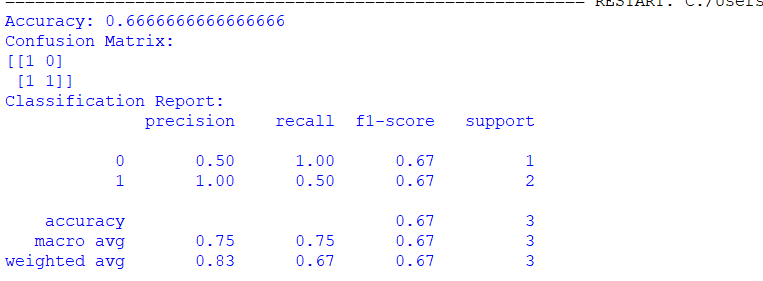 ======================================================== RESTART: C:/Users
Accuracy: 0.6666666666666666
Confusion Matrix:
[[1 0]
 [1 1]]
Classification Report:
              precision    recall  f1-score   support

           0       0.50      1.00      0.67         1
           1       1.00      0.50      0.67         2

    accuracy                           0.67         3
   macro avg       0.75      0.75      0.67         3
weighted avg       0.83      0.67      0.67         3